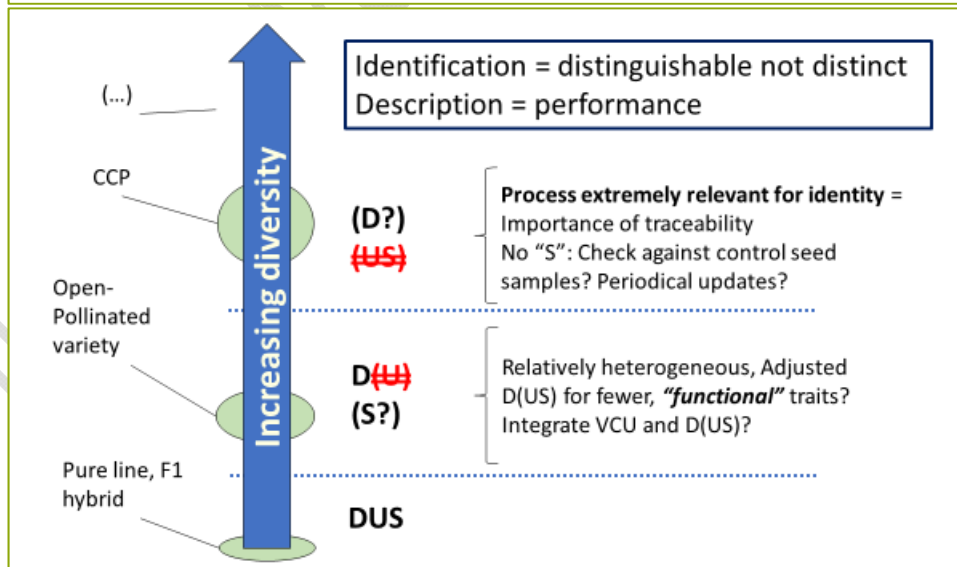 Identification = distinguishable not distinct
Description = performance
(...)
Increasing diversity
CCP
(D?)
(US)
Process extremely relevant for identity =
Importance of traceability
No “S”: Check against control seed
samples? Periodical updates?
Open-
Pollinated
variety
D(U)
(S?)
Relatively heterogeneous, Adjusted
D(US) for fewer, “functional” traits?
Integrate VCU and D(US)?
Pure line, F1
hybrid
DUS